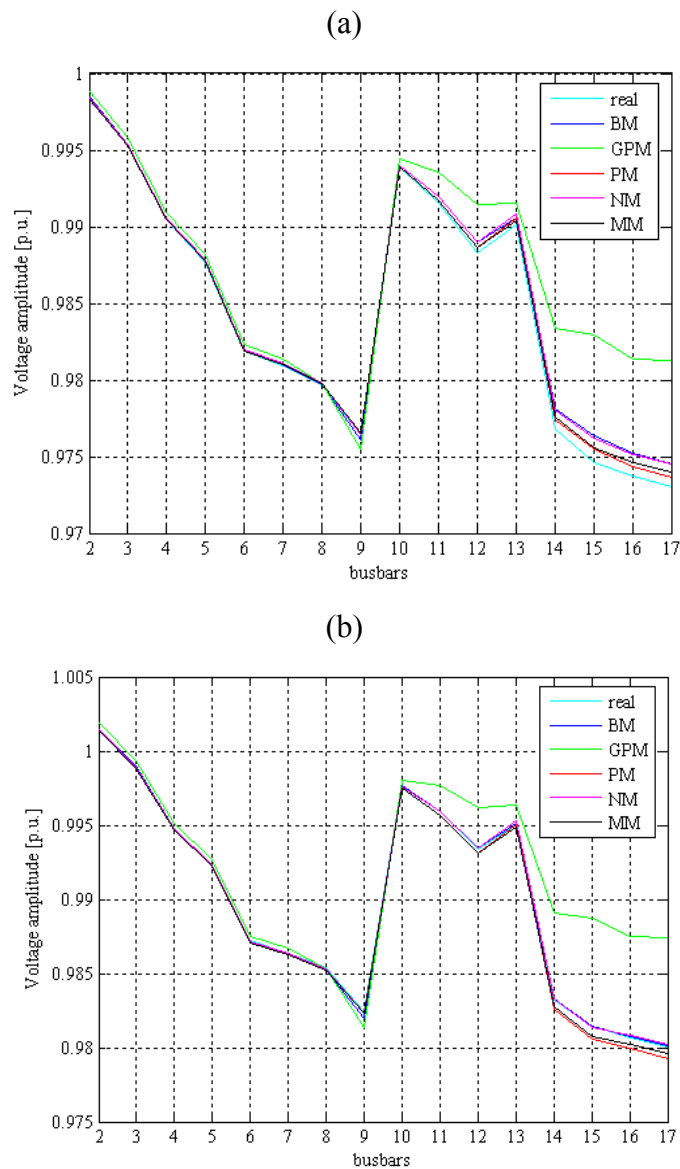 (a)
1
0.995
0.99
0.985
0.98
0.975
0.97
Voltage amplitude [p.u.]
2 3 4 5 6 7 8 9 10 11 12 13 14 15 16 17
busbars
real
BM
GPM
PM
NM
MM
(b)
1.005
1
0.995
0.99
0.985
0.98
0.975
Voltage amplitude [p.u.]
2 3 4 5 6 7 8 9 10 11 12 13 14 15 16 17
busbars
real
BM
GPM
PM
NM
MM